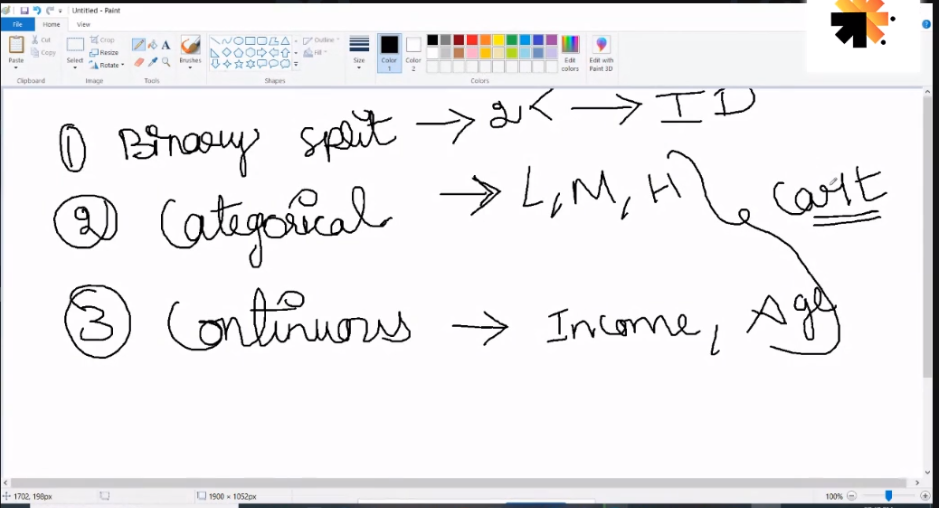 Untitled - Paint
File Home View
Paste Cut Copy Select Crop Resize Rotate A Brushes Outline Fill Size Color 1 Color 2 Edit colors Edit with Paint 3D
Clipboard Image Tools Shapes Colors
① Binary split → 2< → ID
② Categorical → L, M, H Cart
③ Continuous → Income, Age
1702, 198px 1900 × 1052px 100%